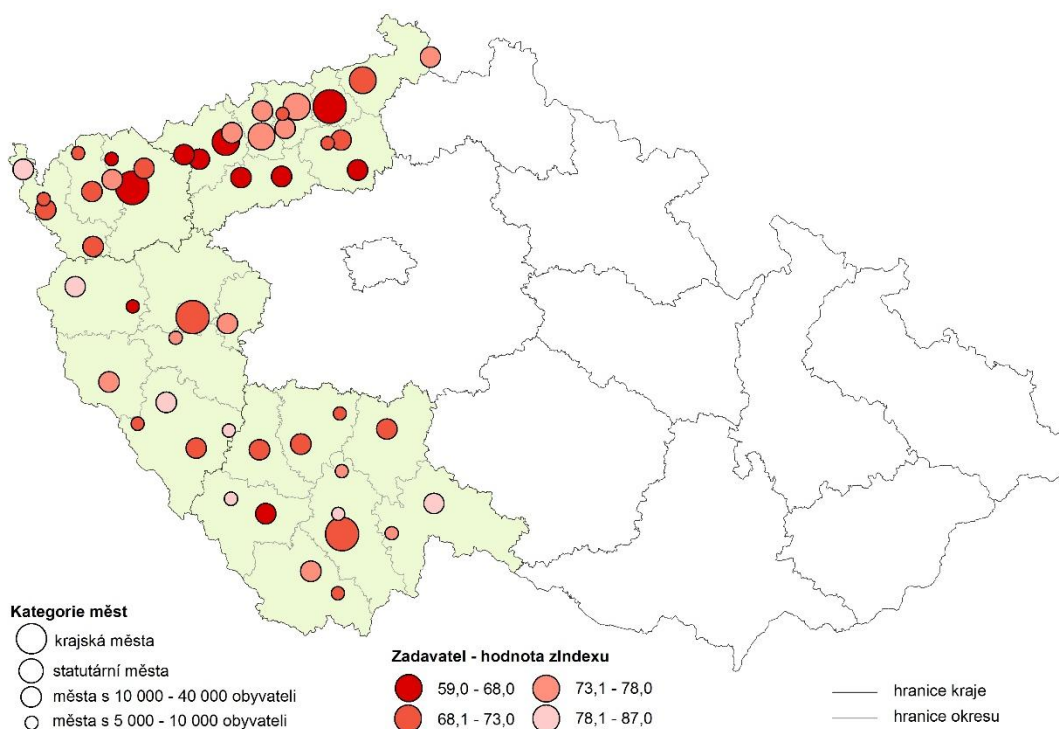 Kategorie měst
krajská města
statutární města
města s 10 000 - 40 000 obyvateli
města s 5 000 - 10 000 obyvateli
Zadavatel - hodnota zIndexu
59,0 - 68,0
68,1 - 73,0
73,1 - 78,0
78,1 - 87,0
hranice kraje
hranice okresu